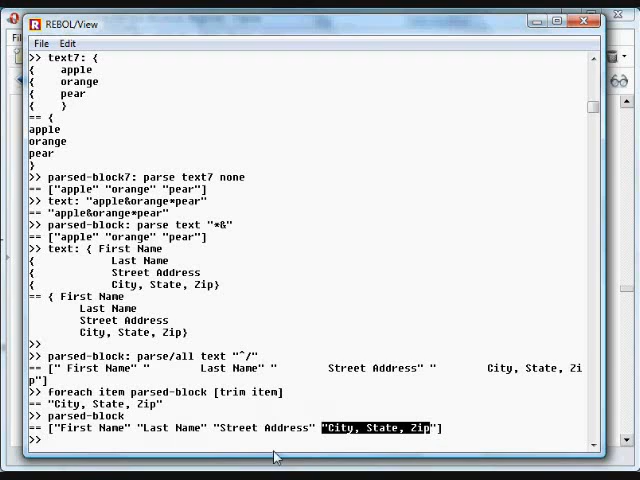 REBOL/View
File Edit
>> text7: {
{    apple
{    orange
{    pear
{    }
== {
apple
orange
pear
}
>> parsed-block7: parse text7 none
== ["apple" "orange" "pear"]
>> text: "apple&orange*pear"
== "apple&orange*pear"
>> parsed-block: parse text "*&"
== ["apple" "orange" "pear"]
>> text: { First Name
{            Last Name
{            Street Address
{            City, State, Zip}
== { First Name
        Last Name
        Street Address
        City, State, Zip}
>>
>> parsed-block: parse/all text "^/"
== [" First Name" "        Last Name" "        Street Address" "        City, State, Zi
p"]
>> foreach item parsed-block [trim item]
== "City, State, Zip"
>> parsed-block
== ["First Name" "Last Name" "Street Address" "City, State, Zip"]
>>